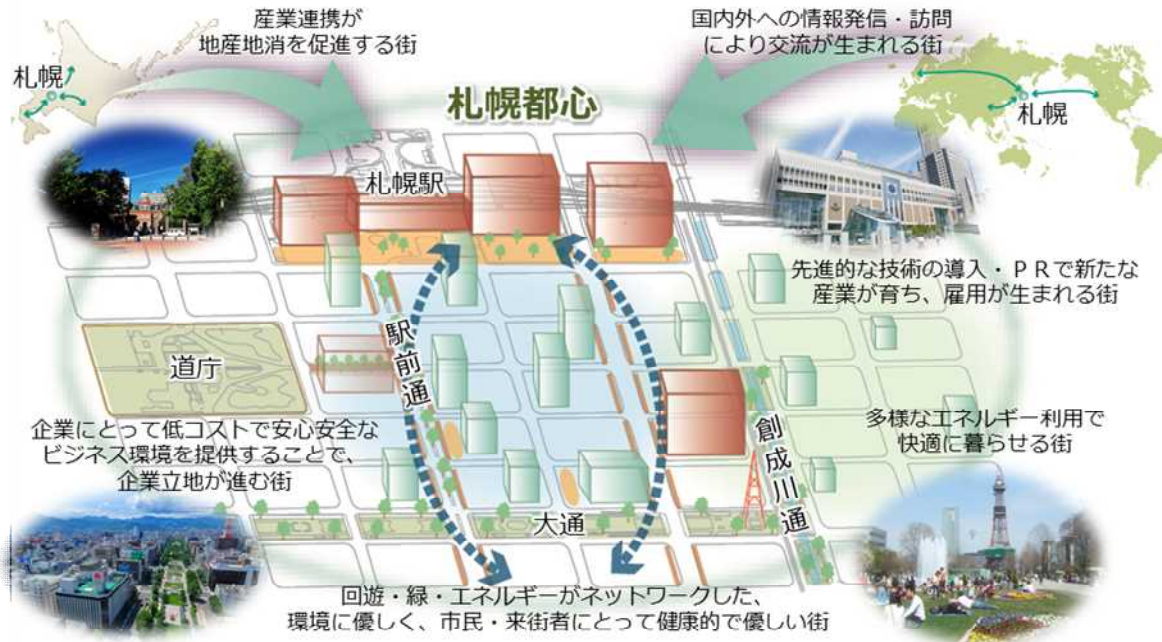 産業連携が
地産地消を促進する街
国内外への情報発信・訪問
により交流が生まれる街
札幌
札幌
札幌都心
札幌駅
先進的な技術の導入・ＰＲで新たな
産業が育ち、雇用が生まれる街
駅前通
道庁
企業にとって低コストで安心安全な
ビジネス環境を提供することで、
企業立地が進む街
多様なエネルギー利用で
快適に暮らせる街
創成川通
大通
回遊・緑・エネルギーがネットワークした、
環境に優しく、市民・来街者にとって健康的で優しい街